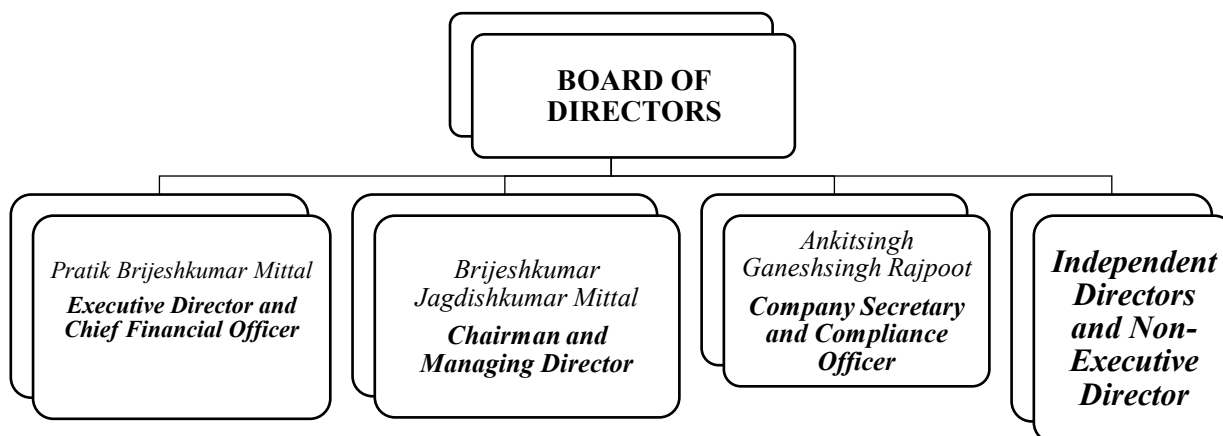 BOARD OF
DIRECTORS
Pratik Brijeshkumar Mittal
Executive Director and
Chief Financial Officer
Brijeshkumar
Jagdishkumar Mittal
Chairman and
Managing Director
Ankitsingh
Ganeshsingh Rajpoot
Company Secretary
and Compliance
Officer
Independent
Directors
and Non-
Executive
Director